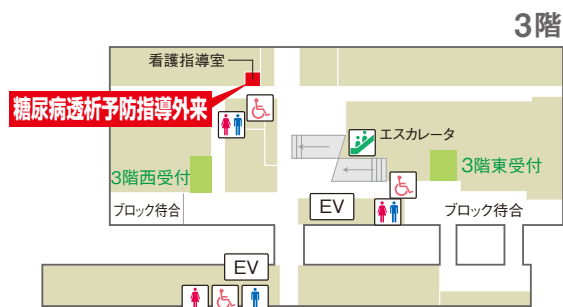 3階
看護指導室
糖尿病透析予防指導外来
エスカレータ
3階西受付
3階東受付
ブロック待合
EV
ブロック待合
EV